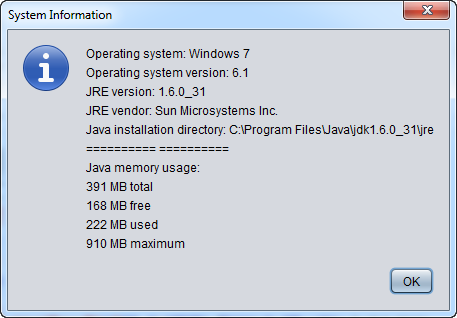 System Information
Operating system: Windows 7
Operating system version: 6.1
JRE version: 1.6.0_31
JRE vendor: Sun Microsystems Inc.
Java installation directory: C:\Program Files\Java\jdk1.6.0_31\jre
========== ==========
Java memory usage:
391 MB total
168 MB free
222 MB used
910 MB maximum
OK